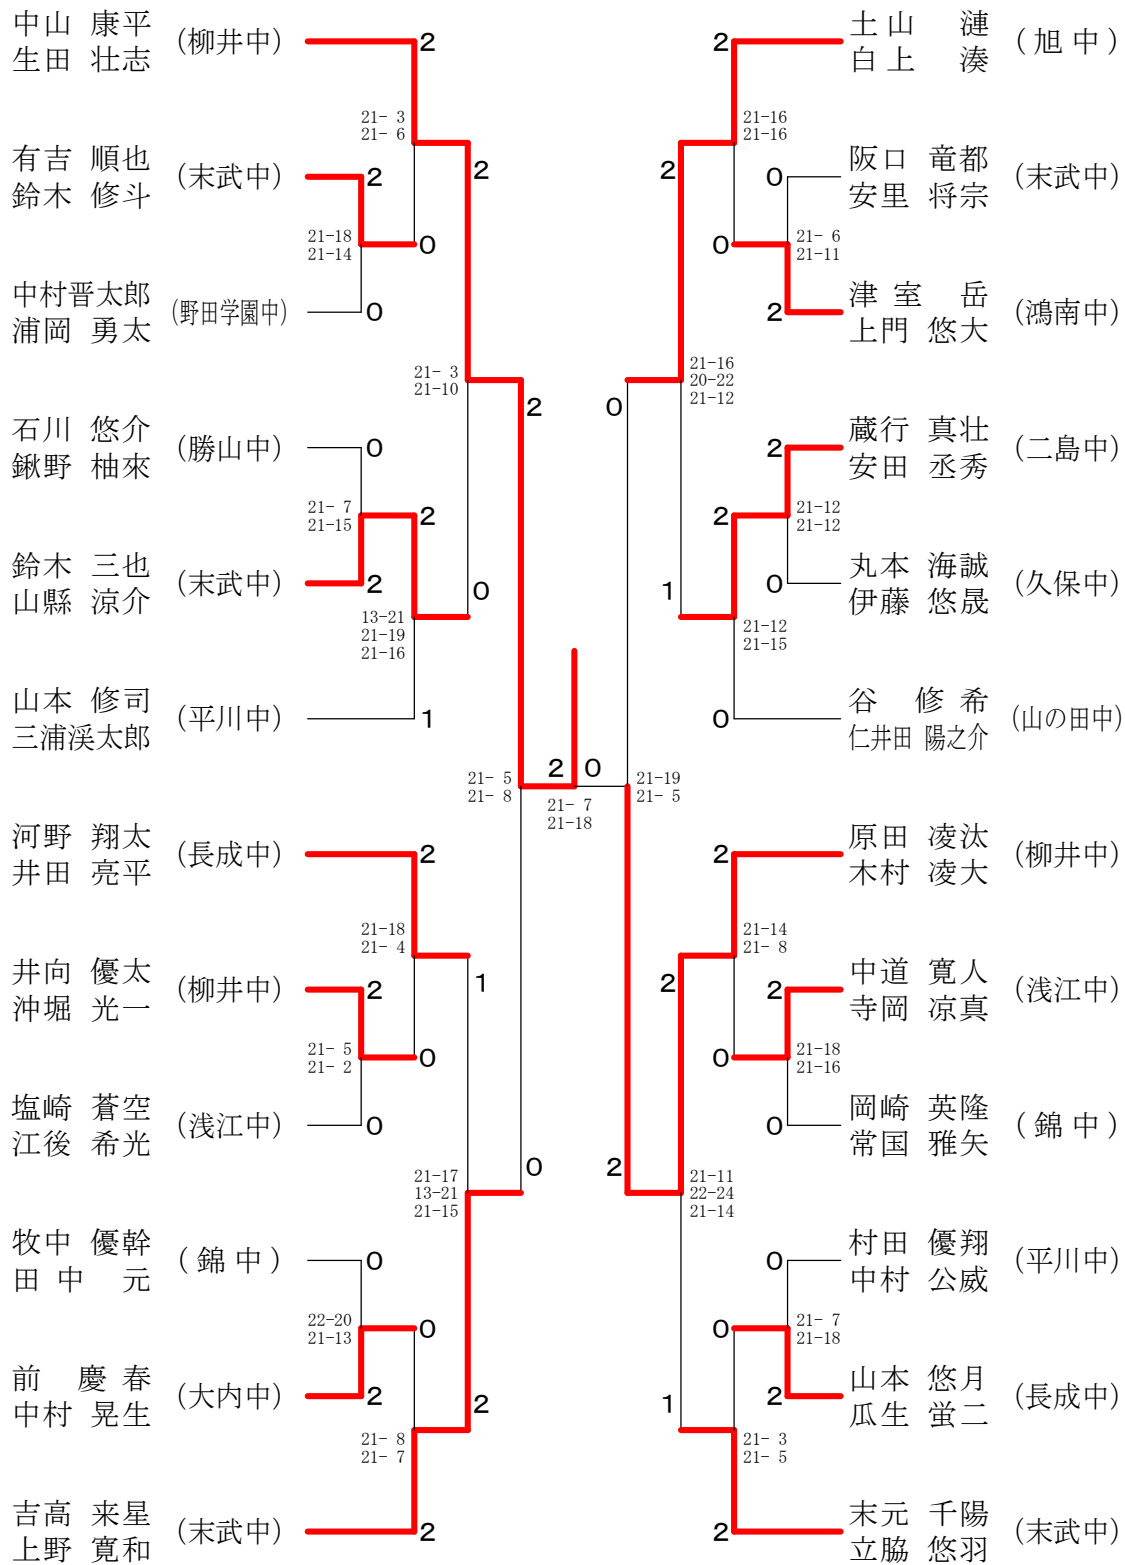 中山 康平
生田 壮志
(柳井中)
2
21- 3
21- 6
有吉 順也
鈴木 修斗
(末武中)
2
2
21-18
21-14
0
中村晋太郎
浦岡 勇太
(野田学園中)
0
21- 3
21-10
2
石川 悠介
鍬野 柚來
(勝山中)
0
21- 7
21-15
2
鈴木 三也
山縣 涼介
(末武中)
2
0
13-21
21-19
21-16
山本 修司
三浦渓太郎
(平川中)
1
21- 5
21- 8
2
0
21- 7
21-18
河野 翔太
井田 亮平
(長成中)
2
21-18
21- 4
井向 優太
沖堀 光一
(柳井中)
2
1
21- 5
21- 2
0
塩崎 蒼空
江後 希光
(浅江中)
0
21-17
13-21
21-15
0
牧中 優幹
田中 元
(錦中)
0
22-20
21-13
0
前 慶春
中村 晃生
(大内中)
2
2
21- 8
21- 7
吉高 来星
上野 寛和
(末武中)
2
2
土山 漣
白上 湊
(旭中)
21-16
21-16
2
0
阪口 竜都
安里 将宗
(末武中)
0
21- 6
21-11
2
津室 岳
上門 悠大
(鴻南中)
0
21-16
20-22
21-12
2
蔵行 真壮
安田 丞秀
(二島中)
2
21-12
21-12
1
0
丸本 海誠
伊藤 悠晟
(久保中)
21-12
21-15
0
谷 修希
仁井田 陽之介
(山の田中)
21-19
21- 5
2
原田 凌汰
木村 凌大
(柳井中)
21-14
21- 8
2
2
中道 寛人
寺岡 凉真
(浅江中)
0
21-18
21-16
0
岡崎 英隆
常国 雅矢
(錦中)
2
21-11
22-24
21-14
0
村田 優翔
中村 公威
(平川中)
0
21- 7
21-18
1
2
山本 悠月
瓜生 蛍二
(長成中)
21- 3
21- 5
2
末元 千陽
立脇 悠羽
(末武中)